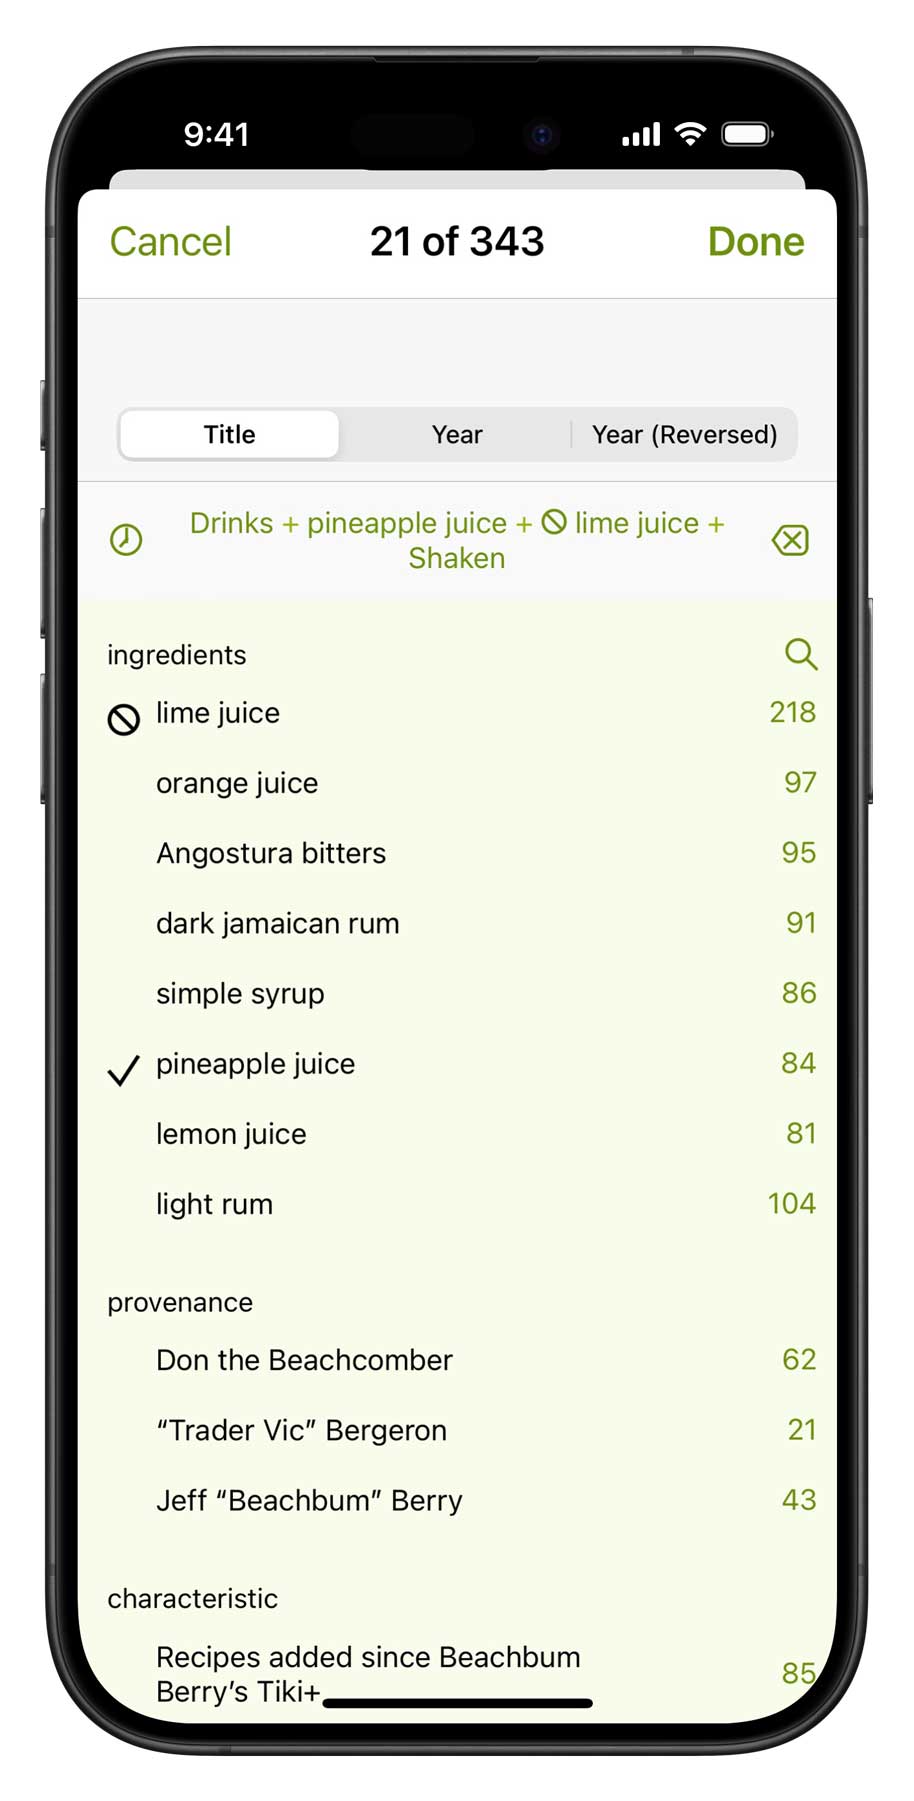 9:41
Cancel 21 of 343 Done
Title Year Year (Reversed)
Drinks + pineapple juice + 🚫 lime juice +
Shaken
ingredients
lime juice 218
orange juice 97
Angostura bitters 95
dark jamaican rum 91
simple syrup 86
pineapple juice 84
lemon juice 81
light rum 104
provenance
Don the Beachcomber 62
“Trader Vic” Bergeron 21
Jeff “Beachbum” Berry 43
characteristic
Recipes added since Beachbum
Berry’s Tiki+ 85